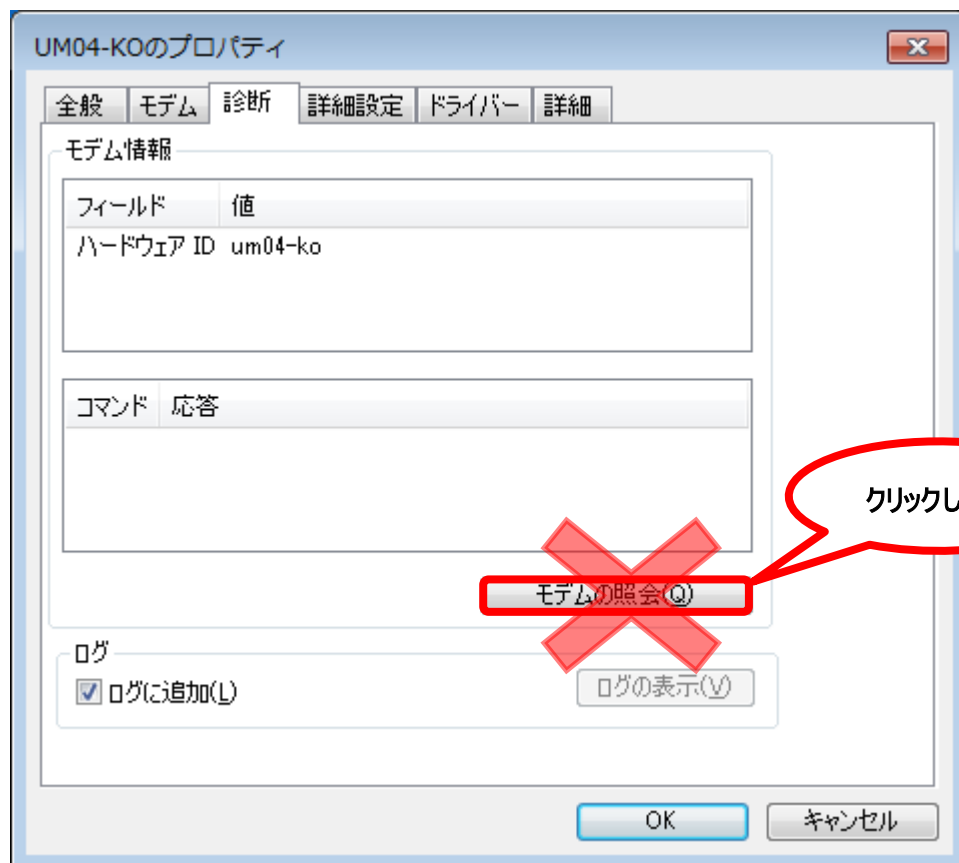 UM04-KOのプロパティ
全般 モデム 診断 詳細設定 ドライバー 詳細
モデム情報
フィールド 値
ハードウェア ID um04-ko
コマンド 応答
クリックし
モデムの照会(Q)
ログ
ログに追加(L) ログの表示(V)
OK キャンセル